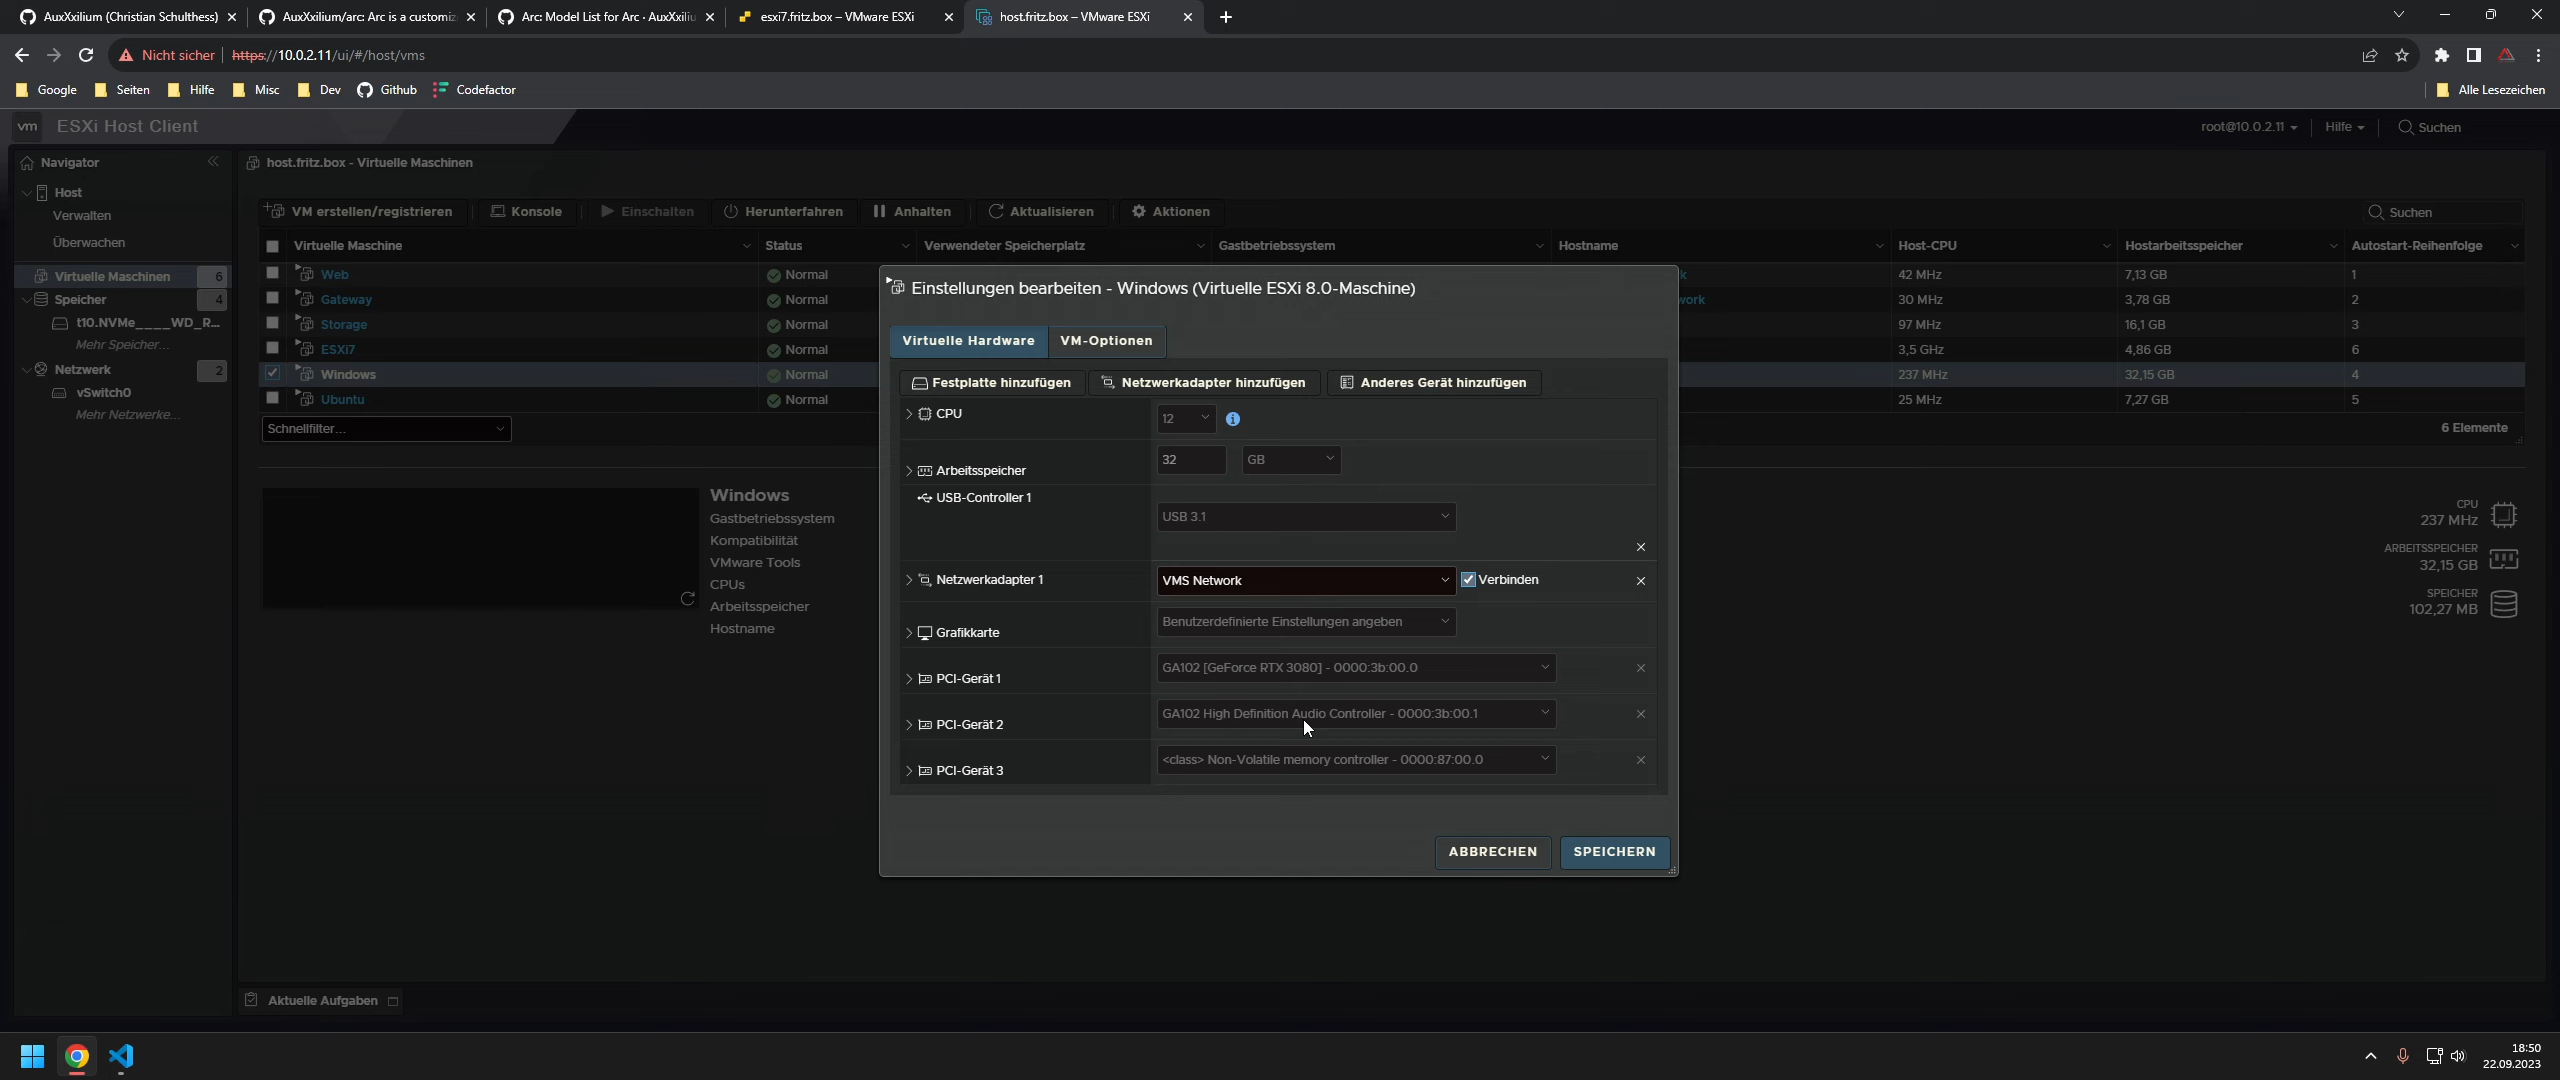 AuxXxilium (Christian Schulthess)
AuxXxilium/arc: Arc is a customiz
Arc: Model List for Arc · AuxXxiliu
esxi7.fritz.box – VMware ESXi
host.fritz.box – VMware ESXi
Nicht sicher
https://10.0.2.11/ui/#/host/vms
Google
Seiten
Hilfe
Misc
Dev
Github
Codefactor
Alle Lesezeichen
vm
ESXi Host Client
root@10.0.2.11
Hilfe
Suchen
Navigator
Host
Verwalten
Überwachen
Virtuelle Maschinen 6
Speicher 4
t10.NVMe____WD_R...
Mehr Speicher...
Netzwerk 2
vSwitch0
Mehr Netzwerke...
host.fritz.box - Virtuelle Maschinen
VM erstellen/registrieren
Konsole
Einschalten
Herunterfahren
Anhalten
Aktualisieren
Aktionen
Suchen
Virtuelle Maschine Status Verwendeter Speicherplatz Gastbetriebssystem Hostname Host-CPU Hostarbeitsspeicher Autostart-Reihenfolge
Web Normal k 42 MHz 7,13 GB 1
Gateway Normal work 30 MHz 3,78 GB 2
Storage Normal 97 MHz 16,1 GB 3
ESXi7 Normal 3,5 GHz 4,86 GB 6
Windows Normal 237 MHz 32,15 GB 4
Ubuntu Normal 25 MHz 7,27 GB 5
Schnellfilter...
6 Elemente
Windows
Gastbetriebssystem
Kompatibilität
VMware Tools
CPUs
Arbeitsspeicher
Hostname
CPU
237 MHz
ARBEITSSPEICHER
32,15 GB
SPEICHER
102,27 MB
Einstellungen bearbeiten - Windows (Virtuelle ESXi 8.0-Maschine)
Virtuelle Hardware
VM-Optionen
Festplatte hinzufügen
Netzwerkadapter hinzufügen
Anderes Gerät hinzufügen
CPU
12
Arbeitsspeicher
32
GB
USB-Controller 1
USB 3.1
Netzwerkadapter 1
VMS Network
Verbinden
Grafikkarte
Benutzerdefinierte Einstellungen angeben
PCI-Gerät 1
GA102 [GeForce RTX 3080] - 0000:3b:00.0
PCI-Gerät 2
GA102 High Definition Audio Controller - 0000:3b:00.1
PCI-Gerät 3
<class> Non-Volatile memory controller - 0000:87:00.0
ABBRECHEN
SPEICHERN
Aktuelle Aufgaben
18:50
22.09.2023